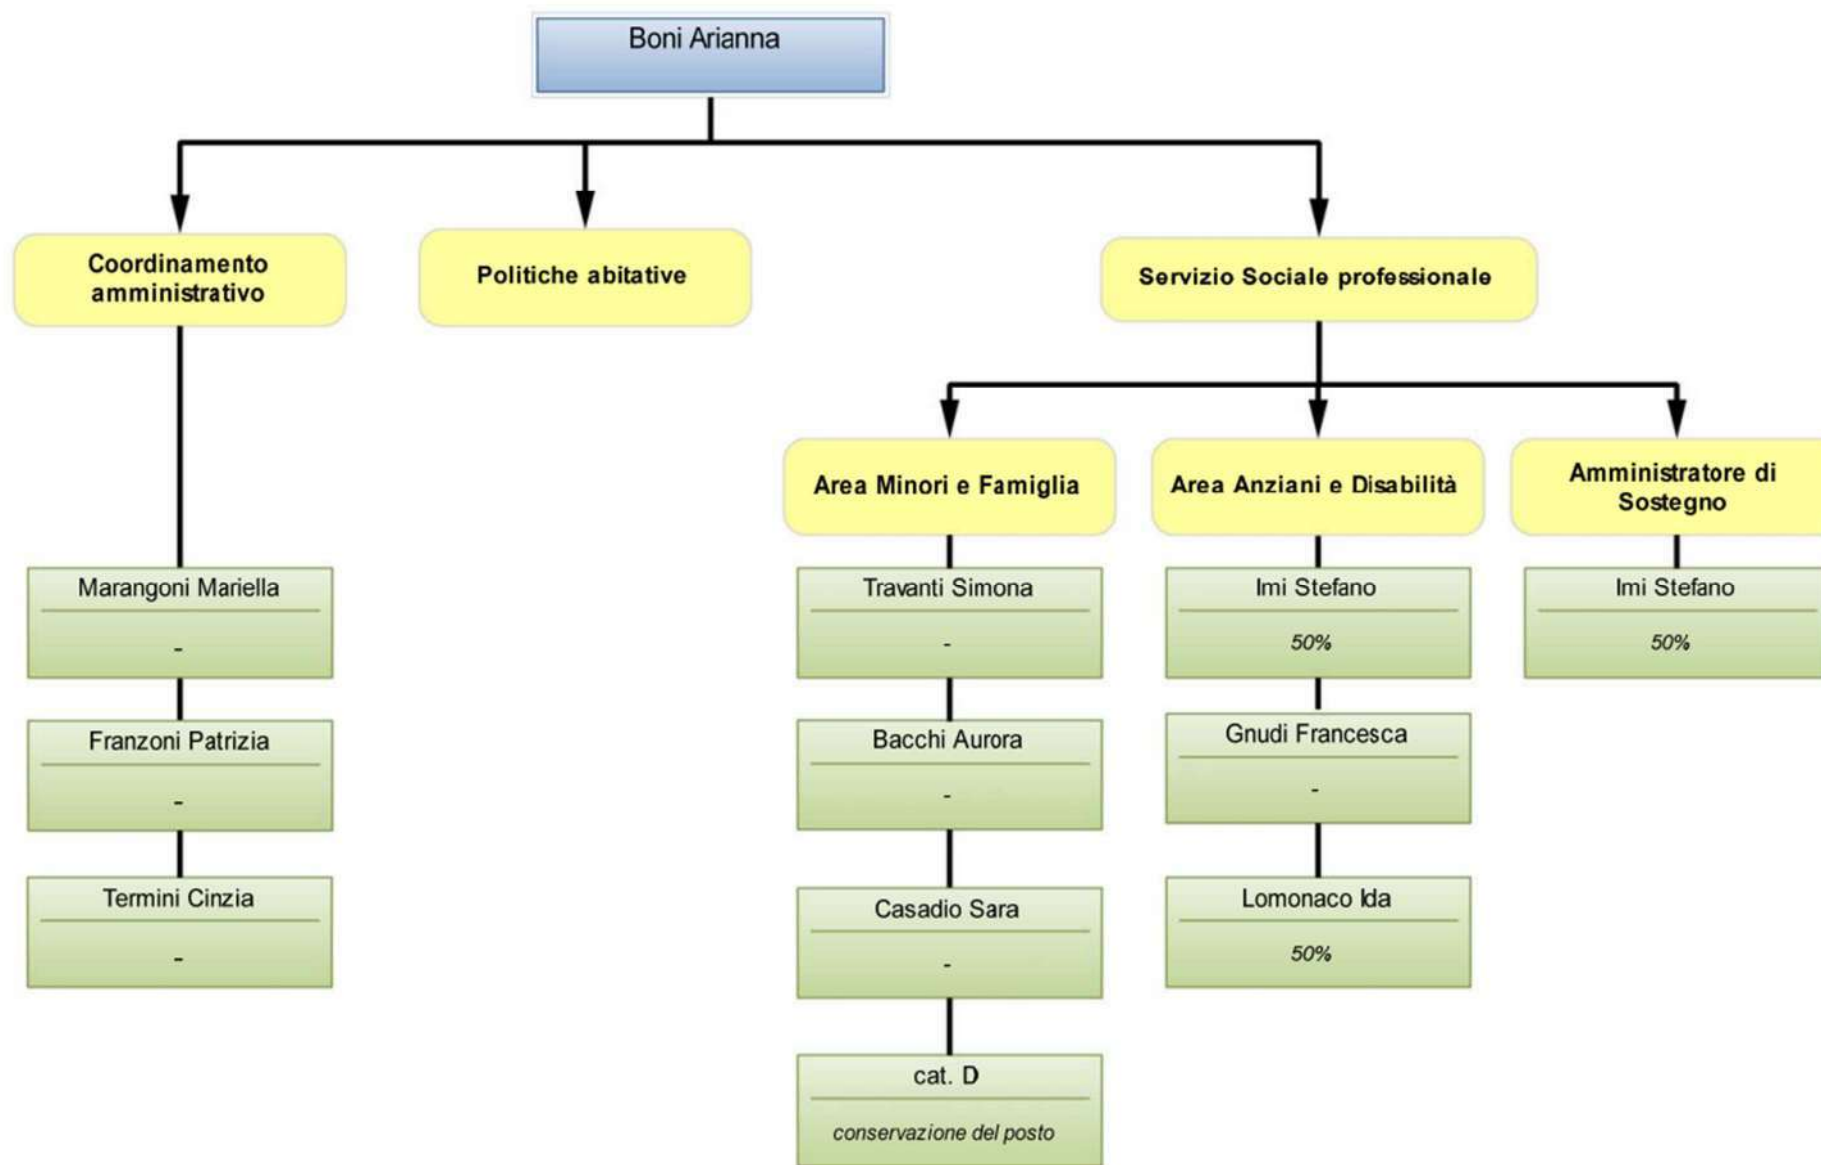 Boni Arianna
Coordinamento
amministrativo
Politiche abitative
Servizio Sociale professionale
Area Minori e Famiglia
Area Anziani e Disabilità
Amministratore di
Sostegno
Marangoni Mariella
-
Franzoni Patrizia
-
Termini Cinzia
-
Travanti Simona
-
Bacchi Aurora
-
Casadio Sara
-
cat. D
conservazione del posto
Imi Stefano
50%
Gnudi Francesca
-
Lomonaco Ida
50%
Imi Stefano
50%